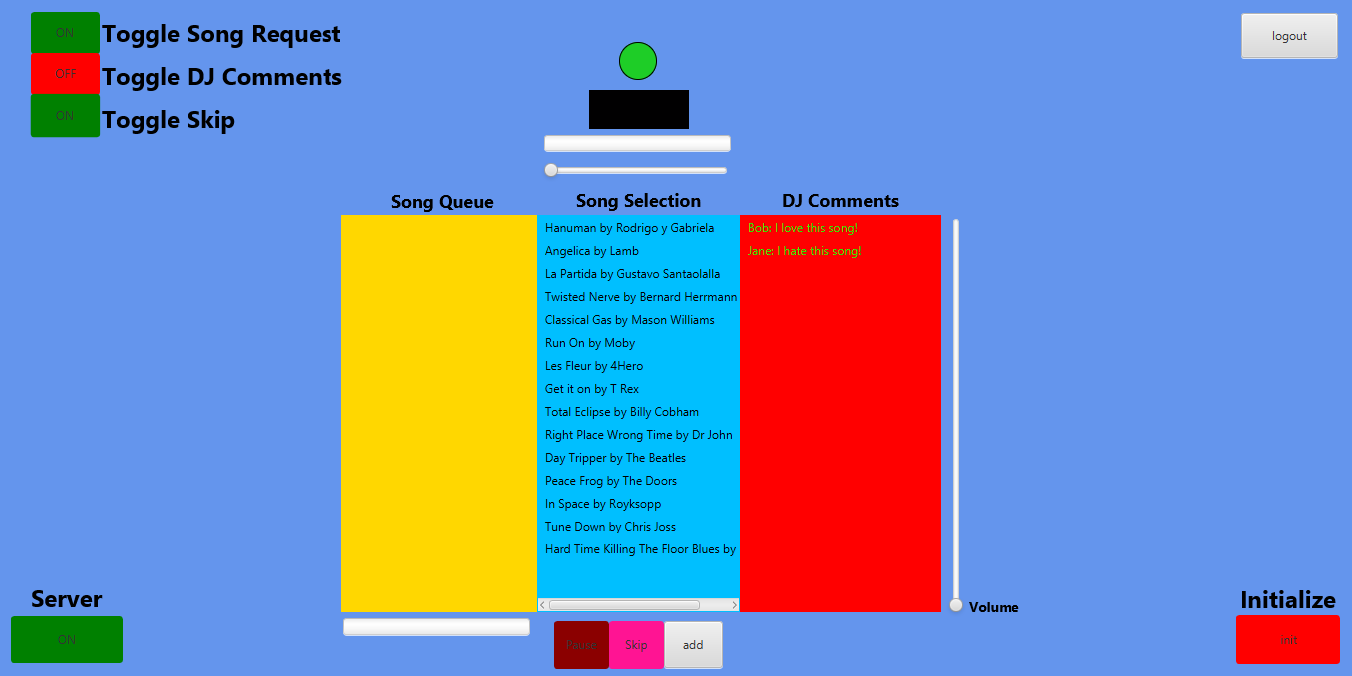 ON Toggle Song Request
logout
OFF Toggle DJ Comments
ON Toggle Skip
Song Queue
Song Selection
DJ Comments
Hanuman by Rodrigo y Gabriela
Angelica by Lamb
La Partida by Gustavo Santaolalla
Twisted Nerve by Bernard Herrmann
Classical Gas by Mason Williams
Run On by Moby
Les Fleur by 4Hero
Get it on by T Rex
Total Eclipse by Billy Cobham
Right Place Wrong Time by Dr John
Day Tripper by The Beatles
Peace Frog by The Doors
In Space by Royksopp
Tune Down by Chris Joss
Hard Time Killing The Floor Blues by
Bob: I love this song!
Jane: I hate this song!
Volume
Server
ON
Pause
Skip
add
Initialize
init